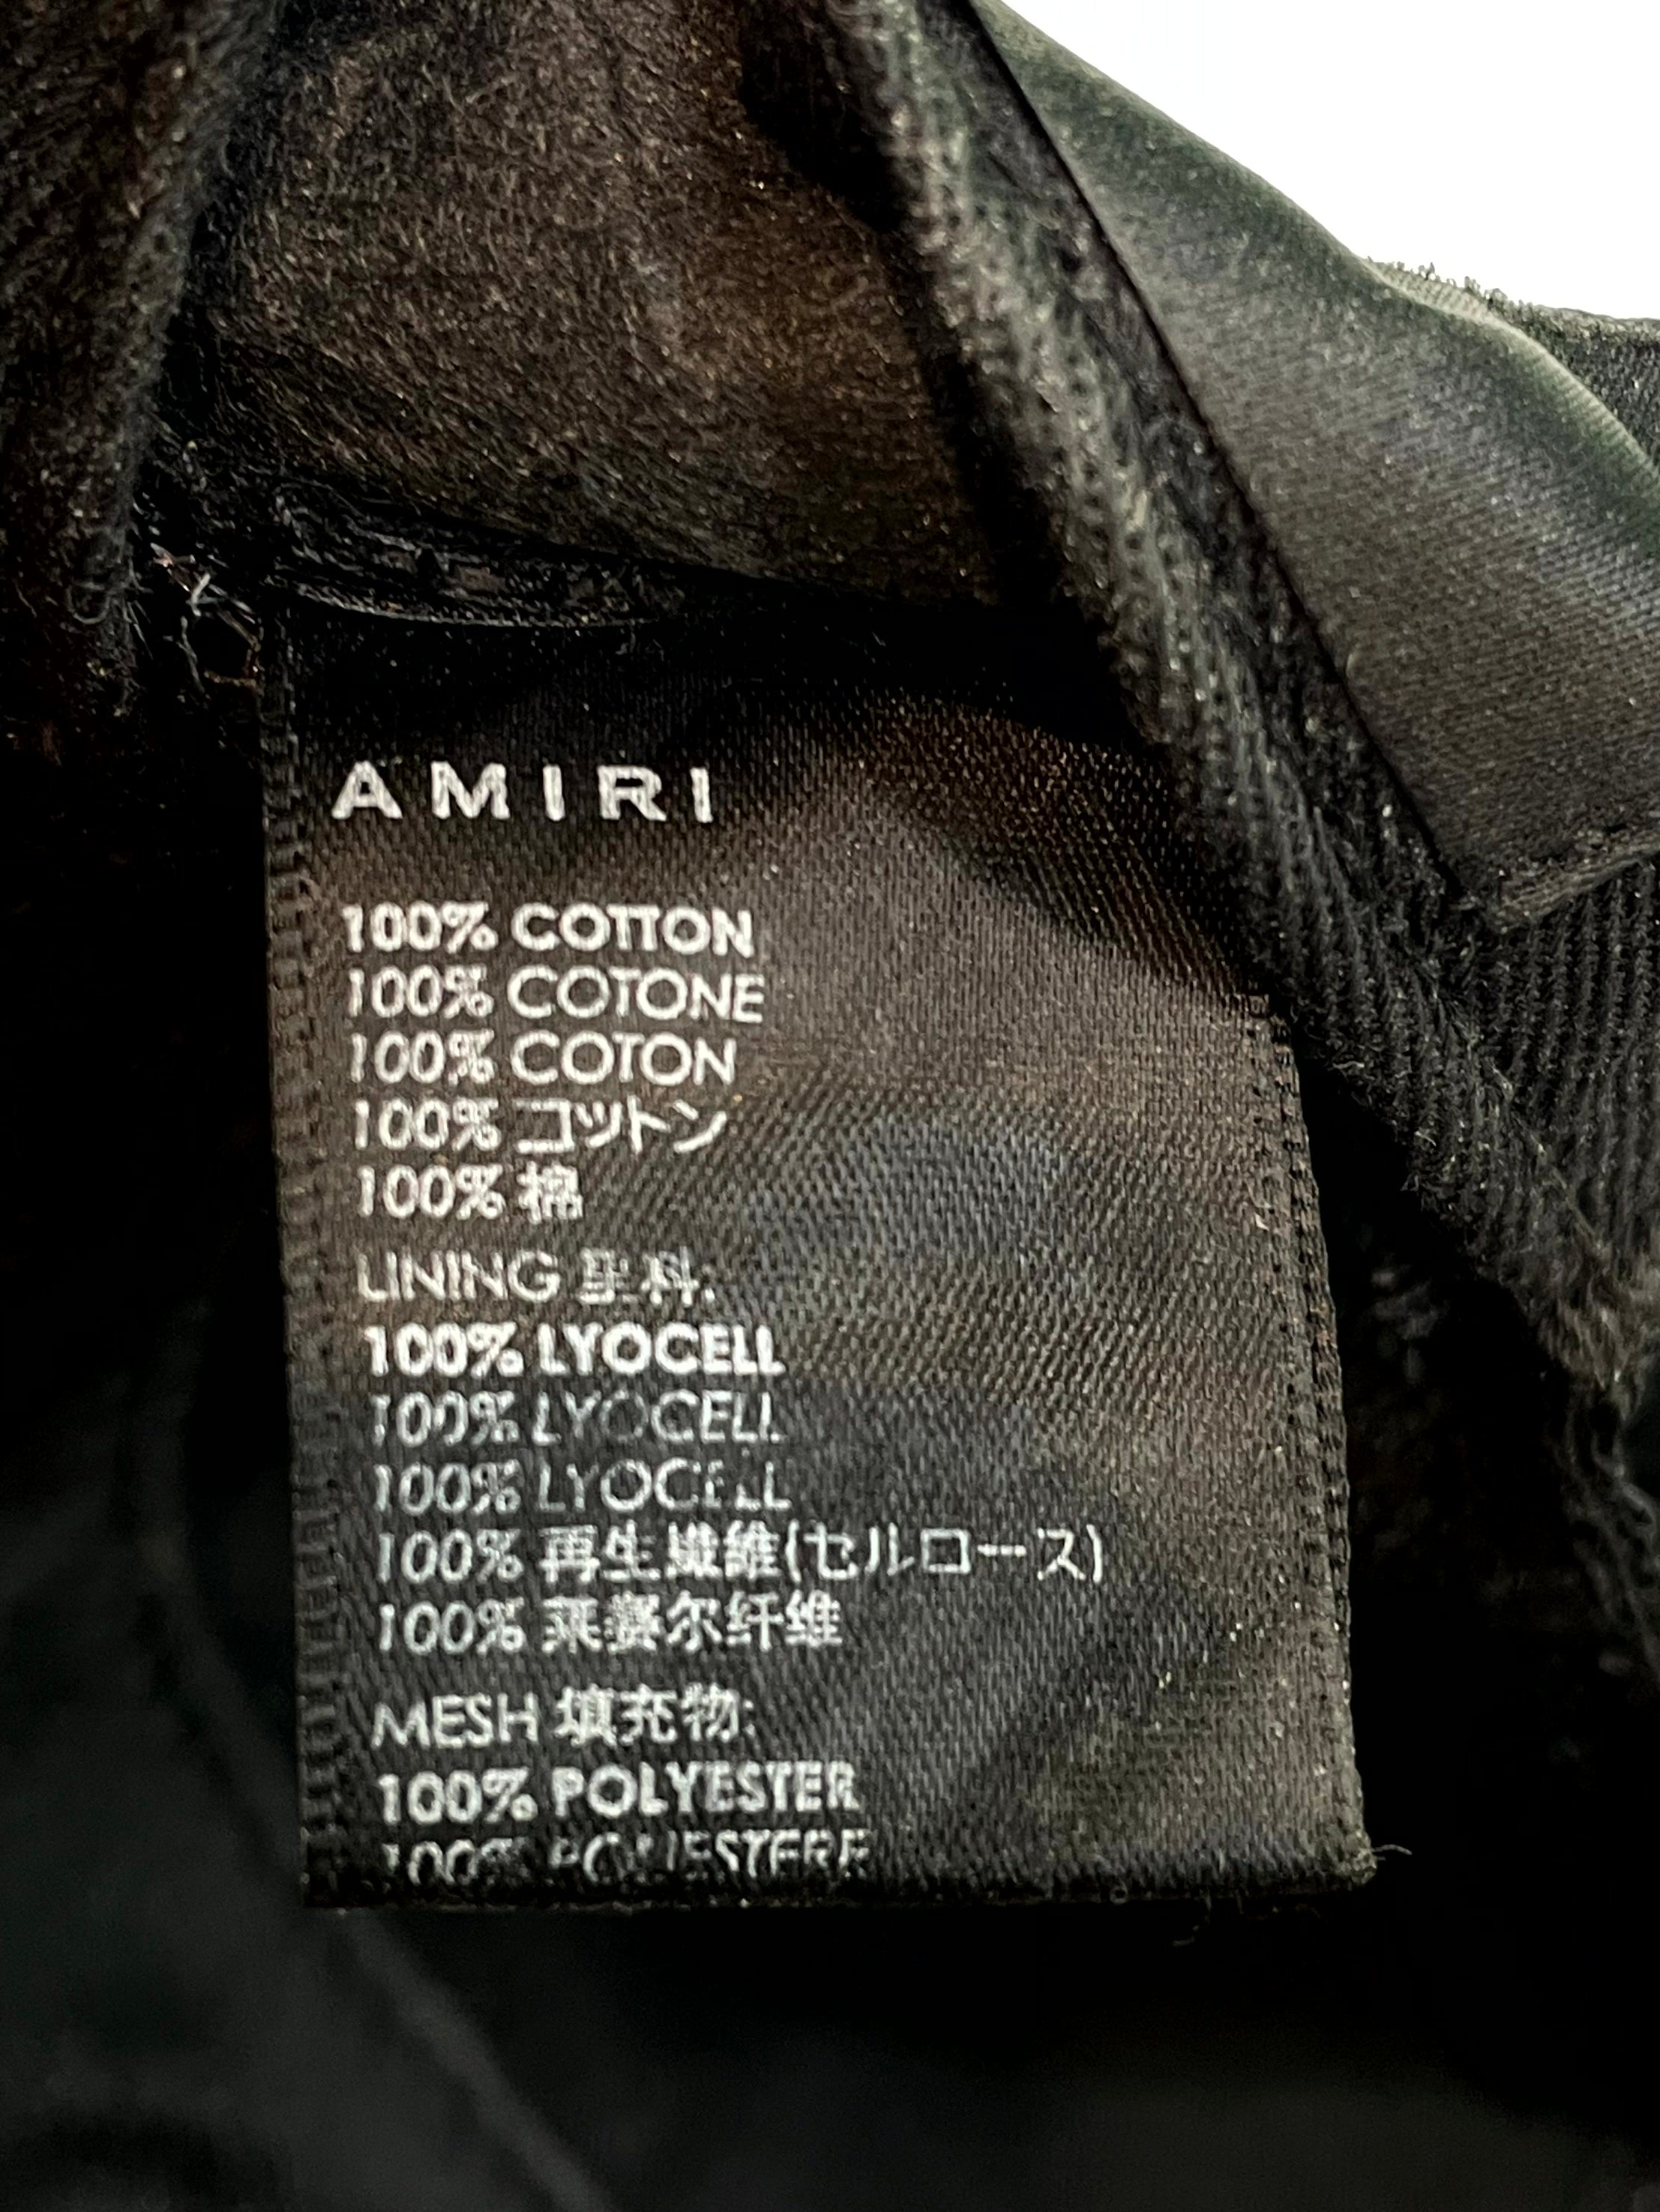 AMIRI
100% COTTON
100% COTONE
100% COTON
100% コットン
100% 棉
LINING 里料:
100% LYOCELL
100% LYOCELL
100% LYOCELL
100% 再生繊維(セルロース)
100% 莱赛尔纤维
MESH 填充物:
100% POLYESTER
100% POLIESTERE